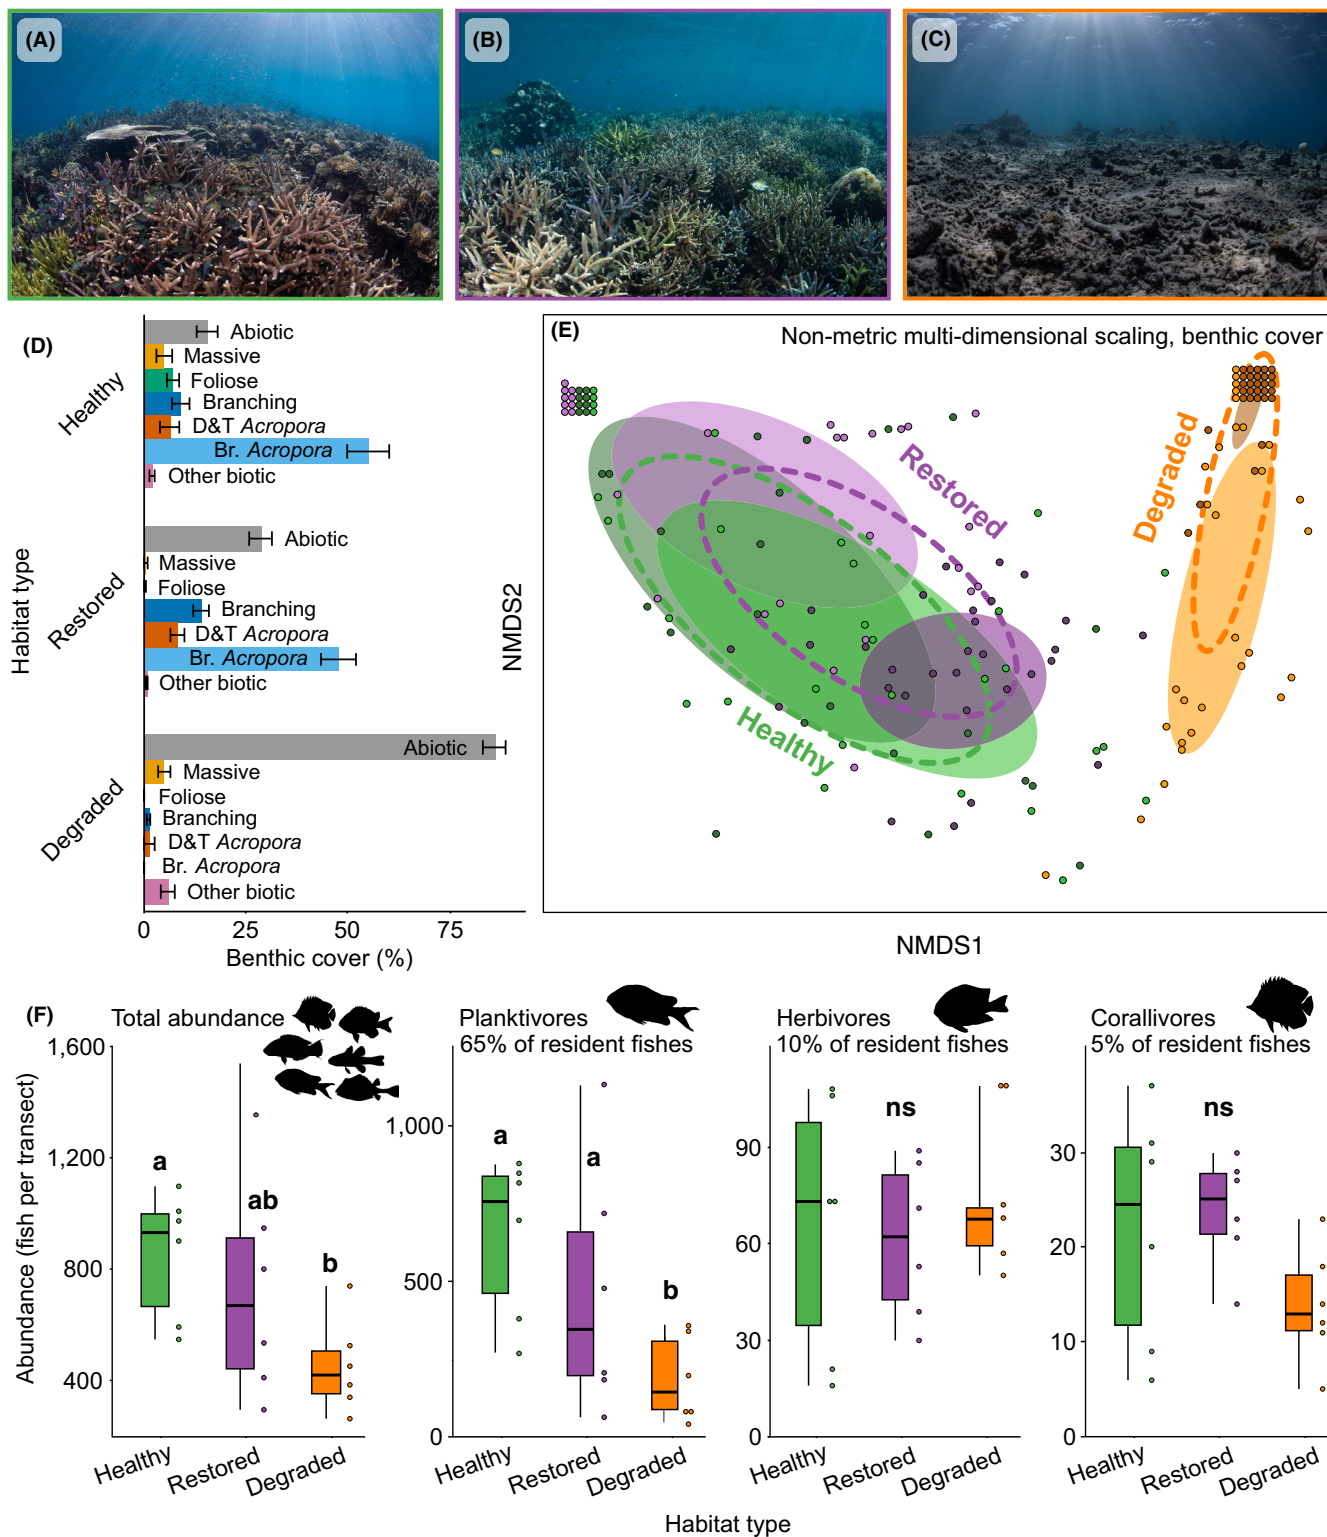 (A)
(B)
(C)
(D)
Habitat type
Healthy
Abiotic
Massive
Foliose
Branching
D&T Acropora
Br. Acropora
Other biotic
Restored
Abiotic
Massive
Foliose
Branching
D&T Acropora
Br. Acropora
Other biotic
Degraded
Abiotic
Massive
Foliose
Branching
D&T Acropora
Br. Acropora
Other biotic
0 25 50 75
Benthic cover (%)
(E)
Non-metric multi-dimensional scaling, benthic cover
Restored
Degraded
Healthy
NMDS2
NMDS1
(F)
Abundance (fish per transect)
Total abundance
1,600
1,200
800
400
a
ab
b
Healthy
Restored
Degraded
Planktivores
65% of resident fishes
1,000
500
0
a
a
b
Healthy
Restored
Degraded
Herbivores
10% of resident fishes
90
60
30
0
ns
Healthy
Restored
Degraded
Corallivores
5% of resident fishes
30
20
10
0
ns
Healthy
Restored
Degraded
Habitat type